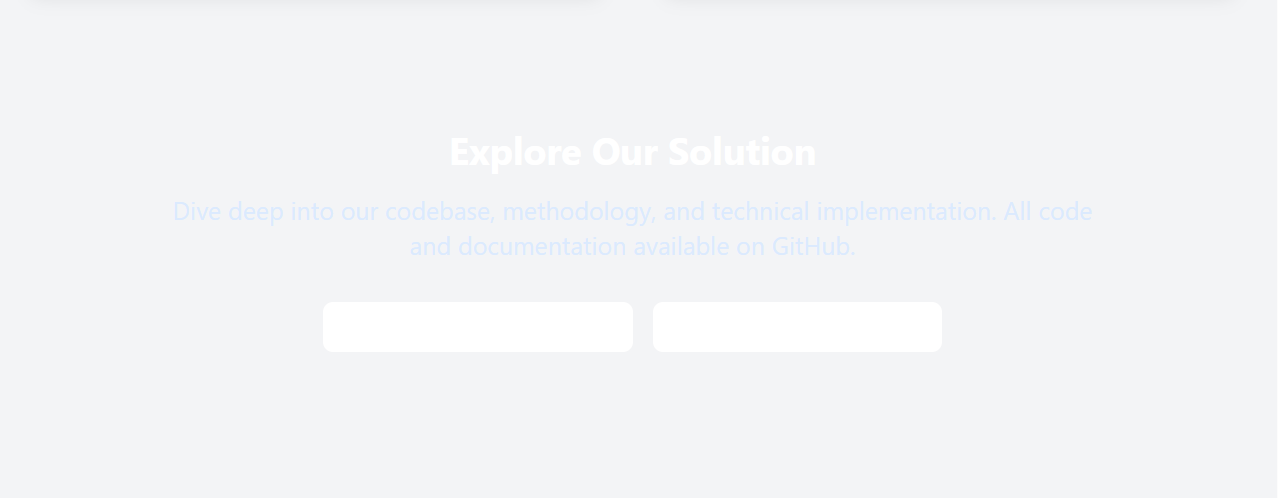 Explore Our Solution
Dive deep into our codebase, methodology, and technical implementation. All code
and documentation available on GitHub.